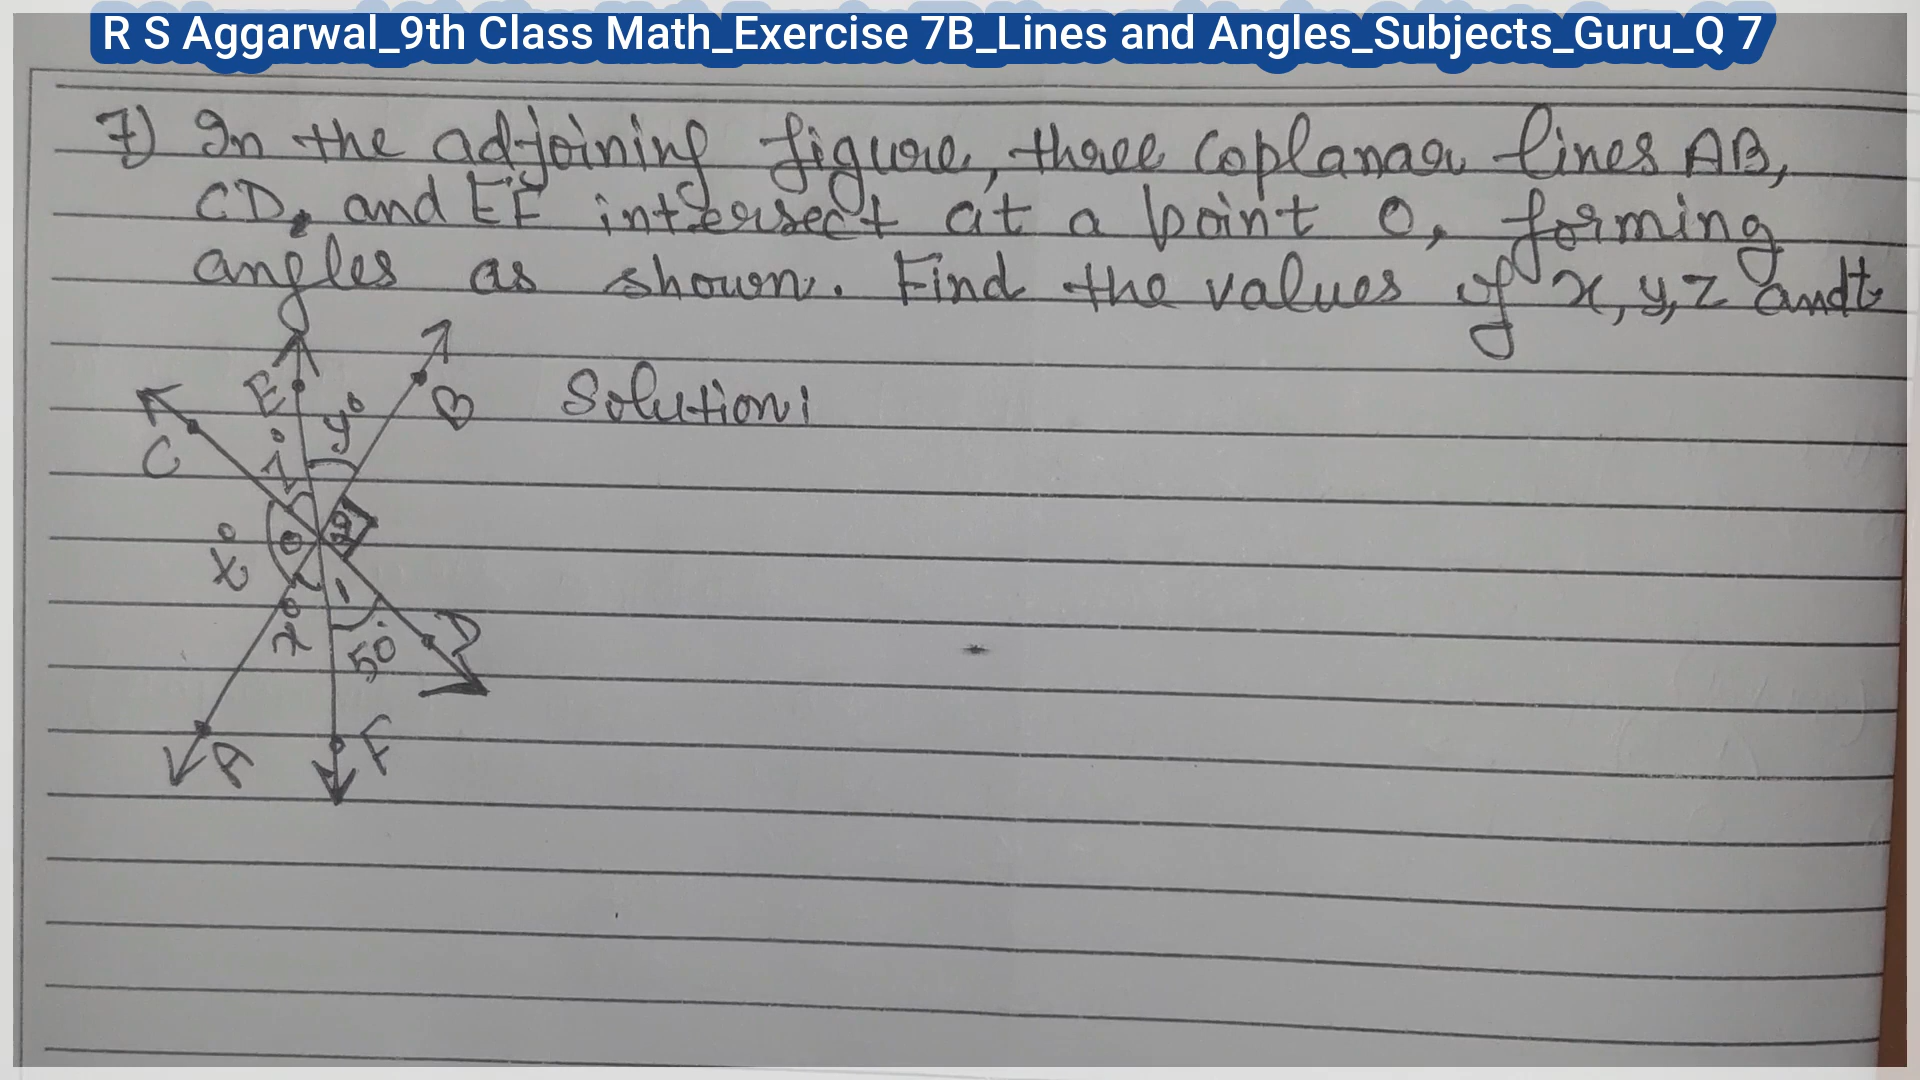 R S Aggarwal_9th Class Math_Exercise 7B_Lines and Angles_Subjects_Guru_Q 7
7) In the adjoining figure, three coplanar lines AB,
CD, and EF intersect at a point O, forming
angles as shown. Find the values of x, y, z and t.
Solution:
E
B
y°
C
z°
O
t°
x°
50°
D
A
F